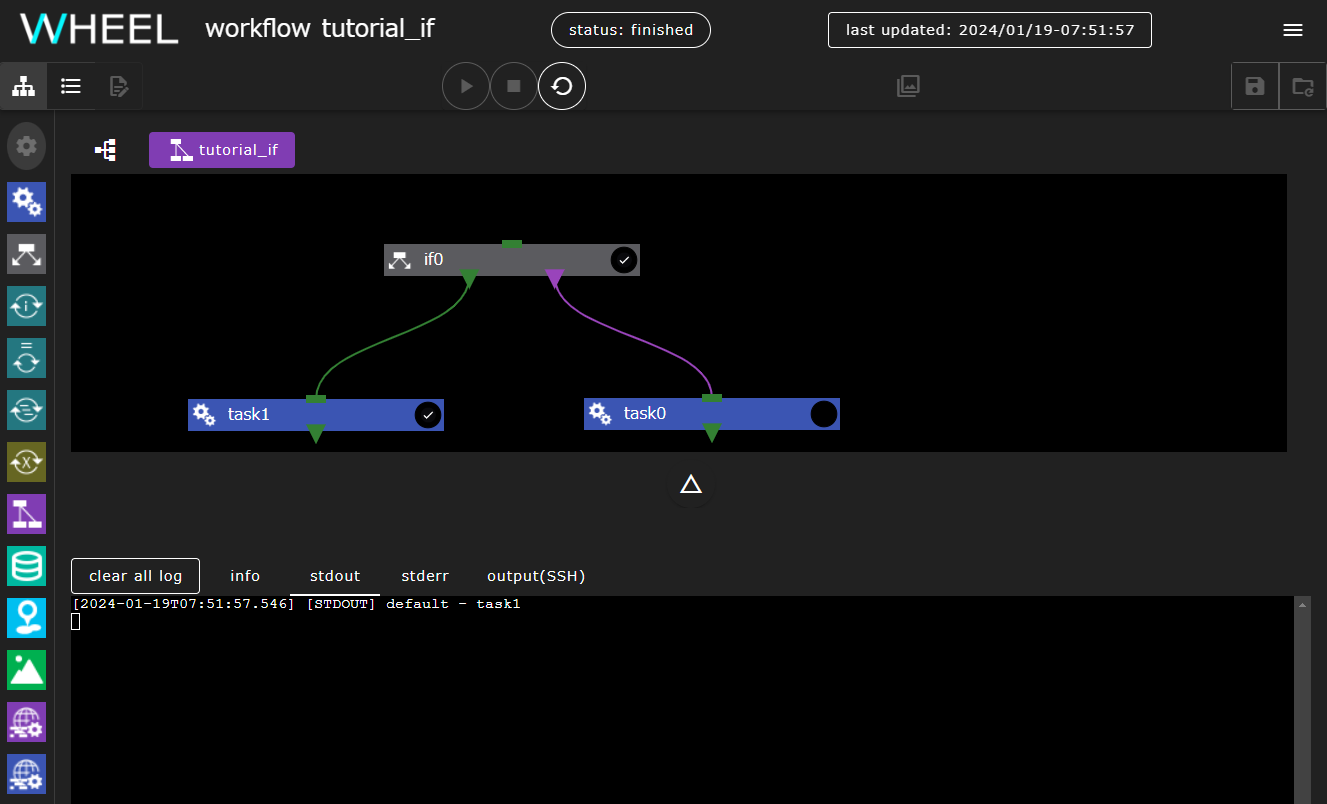 WHEEL workflow tutorial_if status: finished last updated: 2024/01/19-07:51:57
tutorial_if
if0
task1 task0
clear all log info stdout stderr output(SSH)
[2024-01-19T07:51:57.546] [STDOUT] default - task1